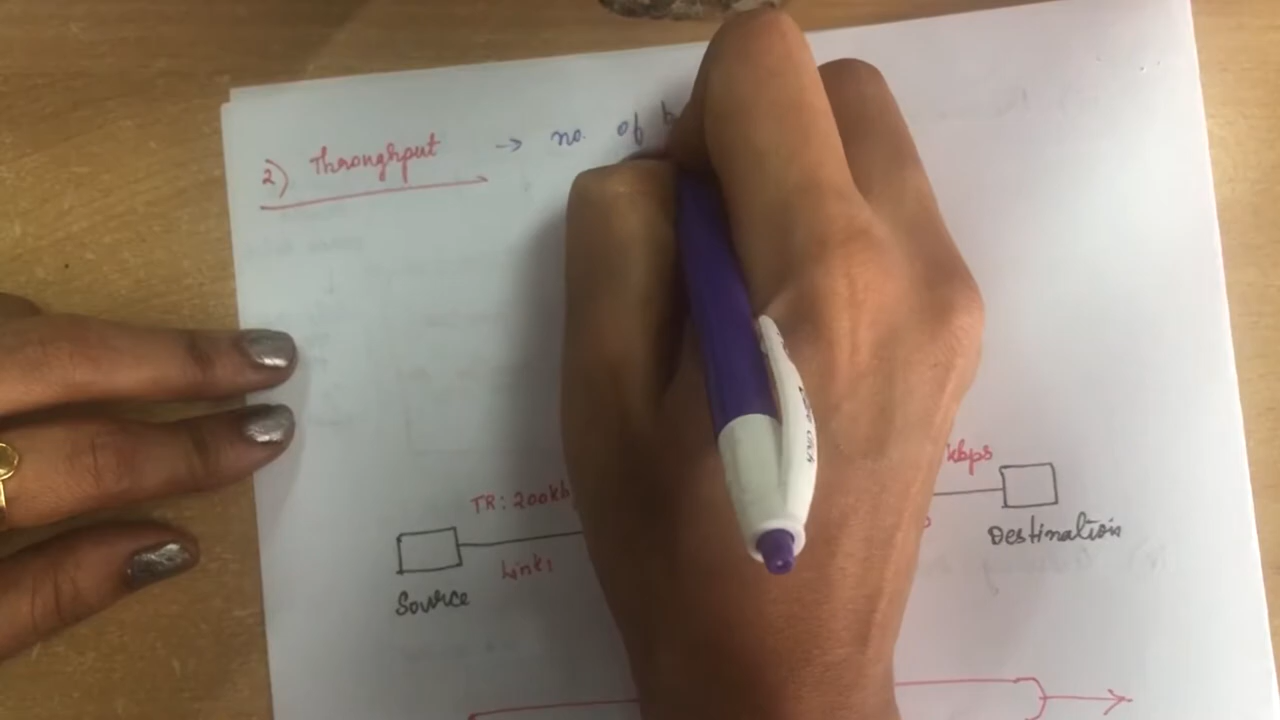 2) Throughput → no. of
TR: 200kb
kbps
Link1
Destination
Source